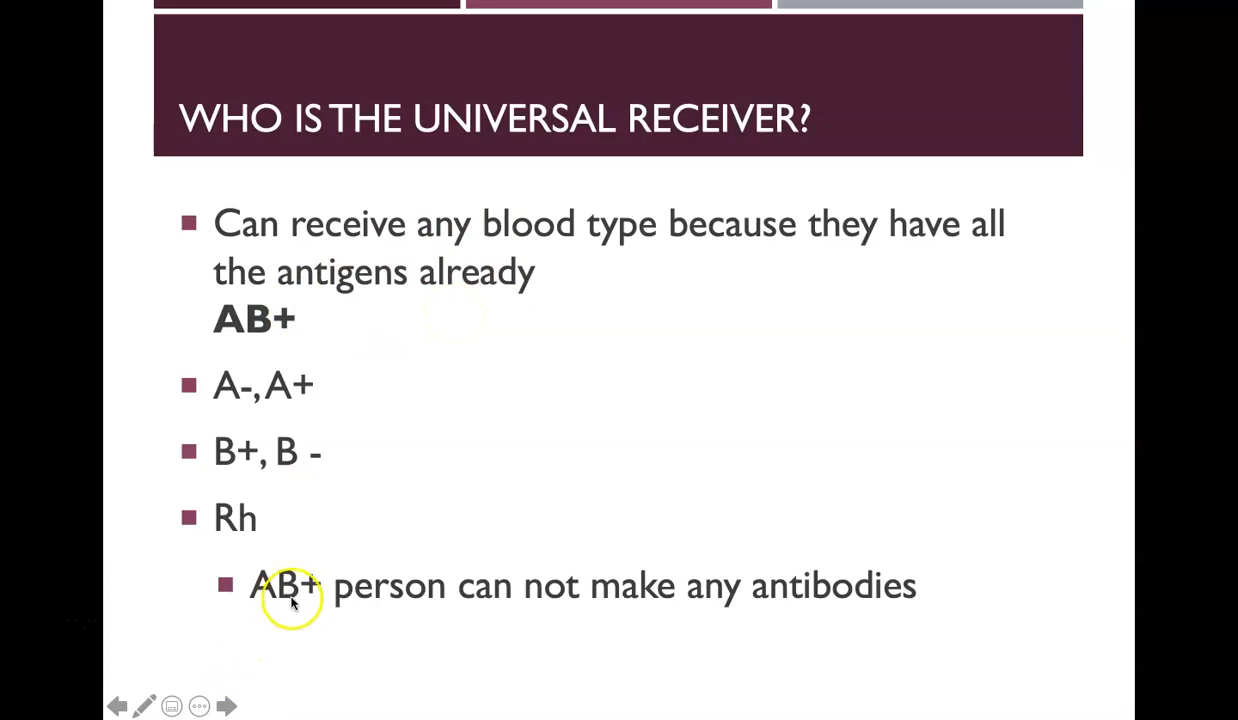 WHO IS THE UNIVERSAL RECEIVER?
Can receive any blood type because they have all
the antigens already
AB+
A-, A+
B+, B -
Rh
AB+ person can not make any antibodies